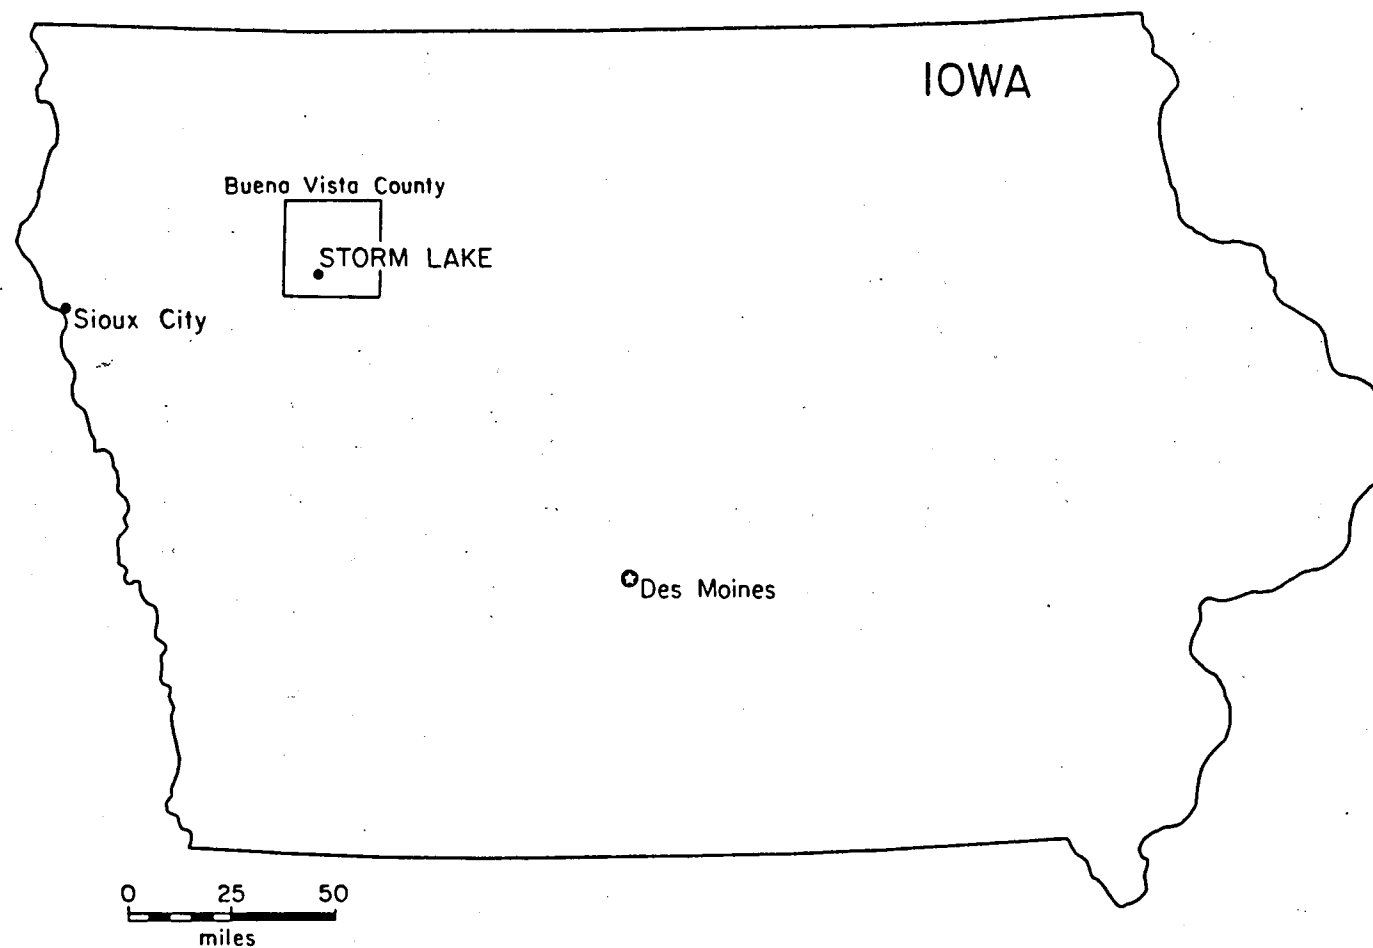 IOWA
Buena Vista County
STORM LAKE
Sioux City
Des Moines
0 25 50
miles